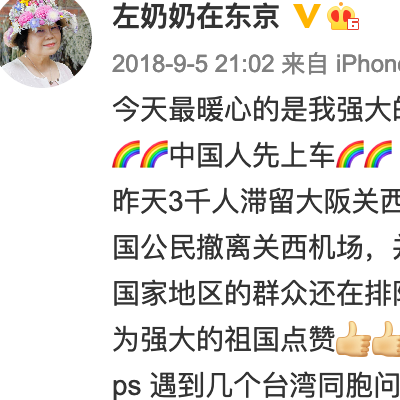 左奶奶在东京
2018-9-5 21:02 来自 iPhon
今天最暖心的是我强大的
🌈🌈中国人先上车🌈🌈
昨天3千人滞留大阪关西
国公民撤离关西机场，
国家地区的群众还在排队
为强大的祖国点赞👍👍
ps 遇到几个台湾同胞问